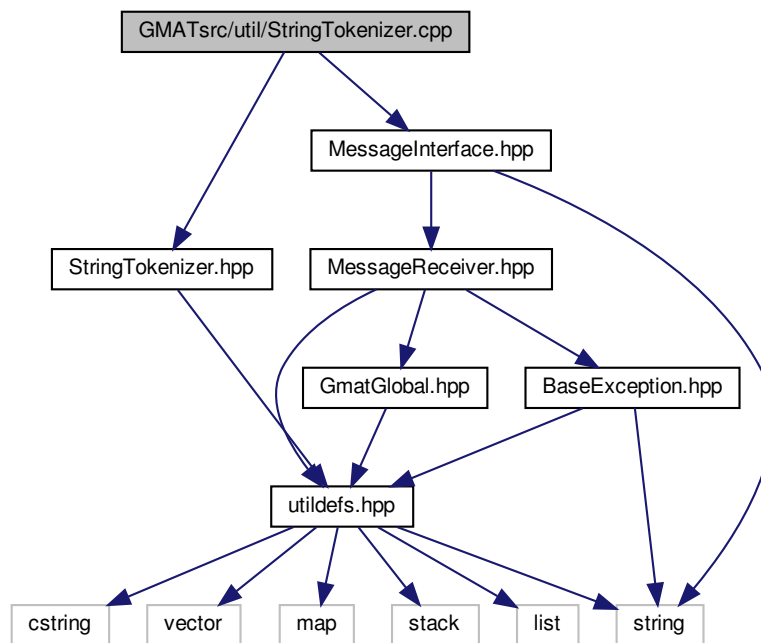 GMATsrc/util/StringTokenizer.cpp
MessageInterface.hpp
StringTokenizer.hpp
MessageReceiver.hpp
GmatGlobal.hpp
BaseException.hpp
utildefs.hpp
cstring
vector
map
stack
list
string